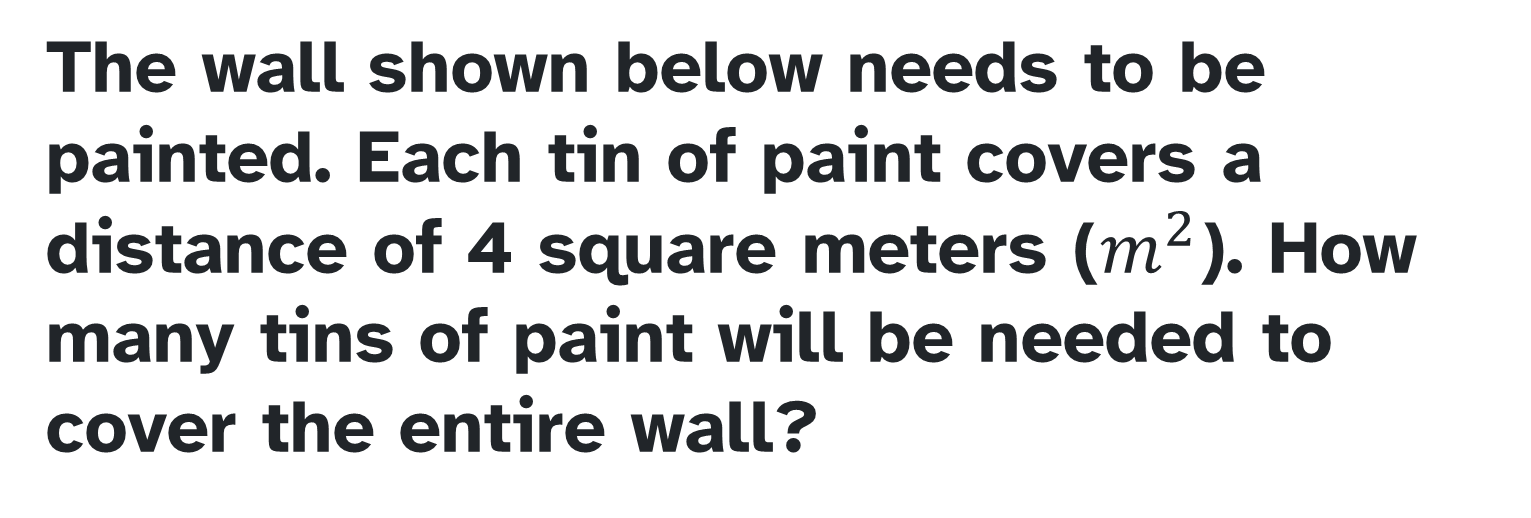 The wall shown below needs to be
painted. Each tin of paint covers a
distance of 4 square meters (m²). How
many tins of paint will be needed to
cover the entire wall?